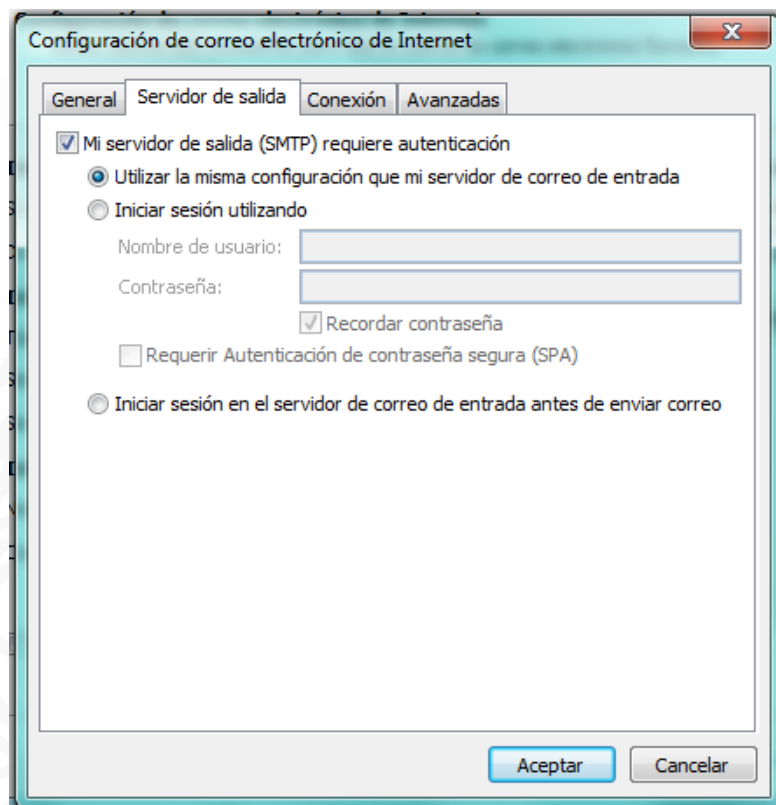 Configuración de correo electrónico de Internet
General Servidor de salida Conexión Avanzadas
Mi servidor de salida (SMTP) requiere autenticación
Utilizar la misma configuración que mi servidor de correo de entrada
Iniciar sesión utilizando
Nombre de usuario:
Contraseña:
Recordar contraseña
Requerir Autenticación de contraseña segura (SPA)
Iniciar sesión en el servidor de correo de entrada antes de enviar correo
Aceptar Cancelar